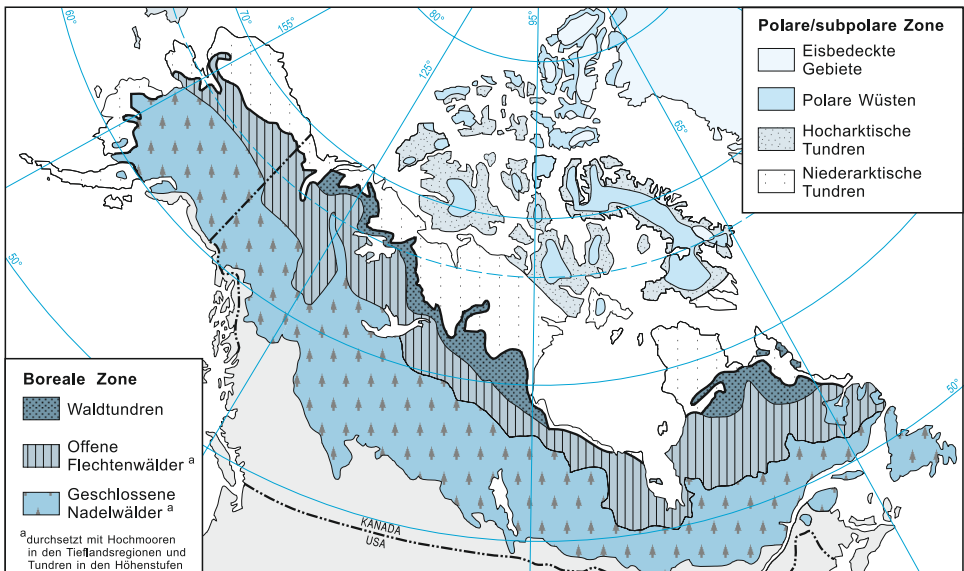 60°
155°
70°
80°
95°
125°
65°
50°
50°
Polare/subpolare Zone
Eisbedeckte
Gebiete
Polare Wüsten
Hocharktische
Tundren
Niederarktische
Tundren
Boreale Zone
Waldtundren
Offene
Flechtenwälder a
Geschlossene
Nadelwälder a
a durchsetzt mit Hochmooren
in den Tieflandsregionen und
Tundren in den Höhenstufen
KANADA
USA